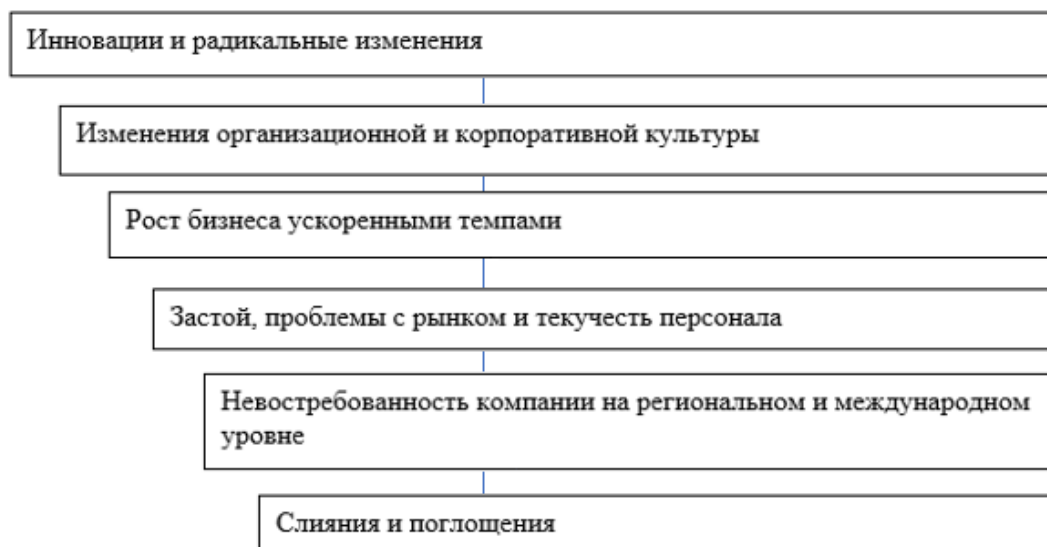 Инновации и радикальные изменения
Изменения организационной и корпоративной культуры
Рост бизнеса ускоренными темпами
Застой, проблемы с рынком и текучесть персонала
Невостребованность компании на региональном и международном
уровне
Слияния и поглощения